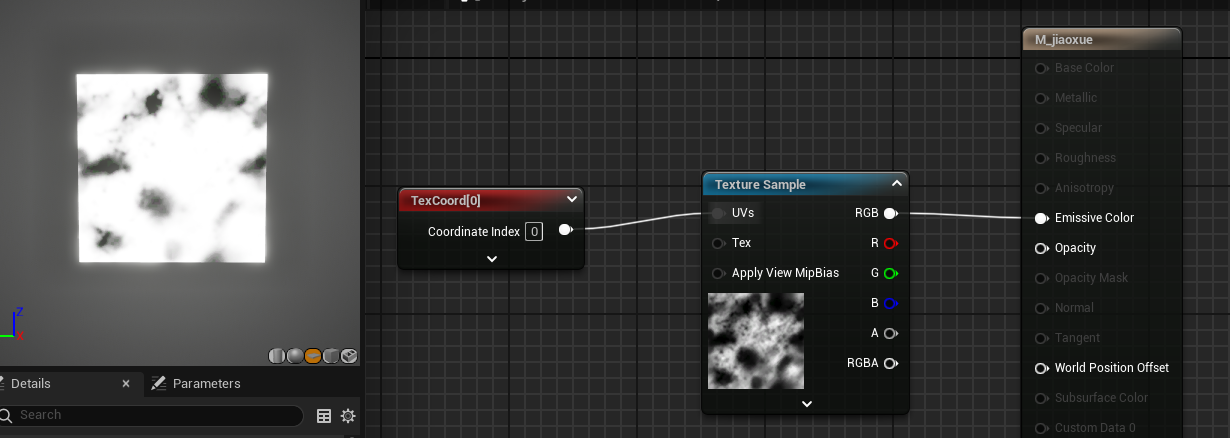 M_jiaoxue
Base Color
Metallic
Specular
Roughness
Anisotropy
Emissive Color
Opacity
Opacity Mask
Normal
Tangent
World Position Offset
Subsurface Color
Custom Data 0
TexCoord[0]
Coordinate Index 0
Texture Sample
UVs
RGB
Tex
R
Apply View MipBias
G
B
A
RGBA
Z
X
Details
Parameters
Search